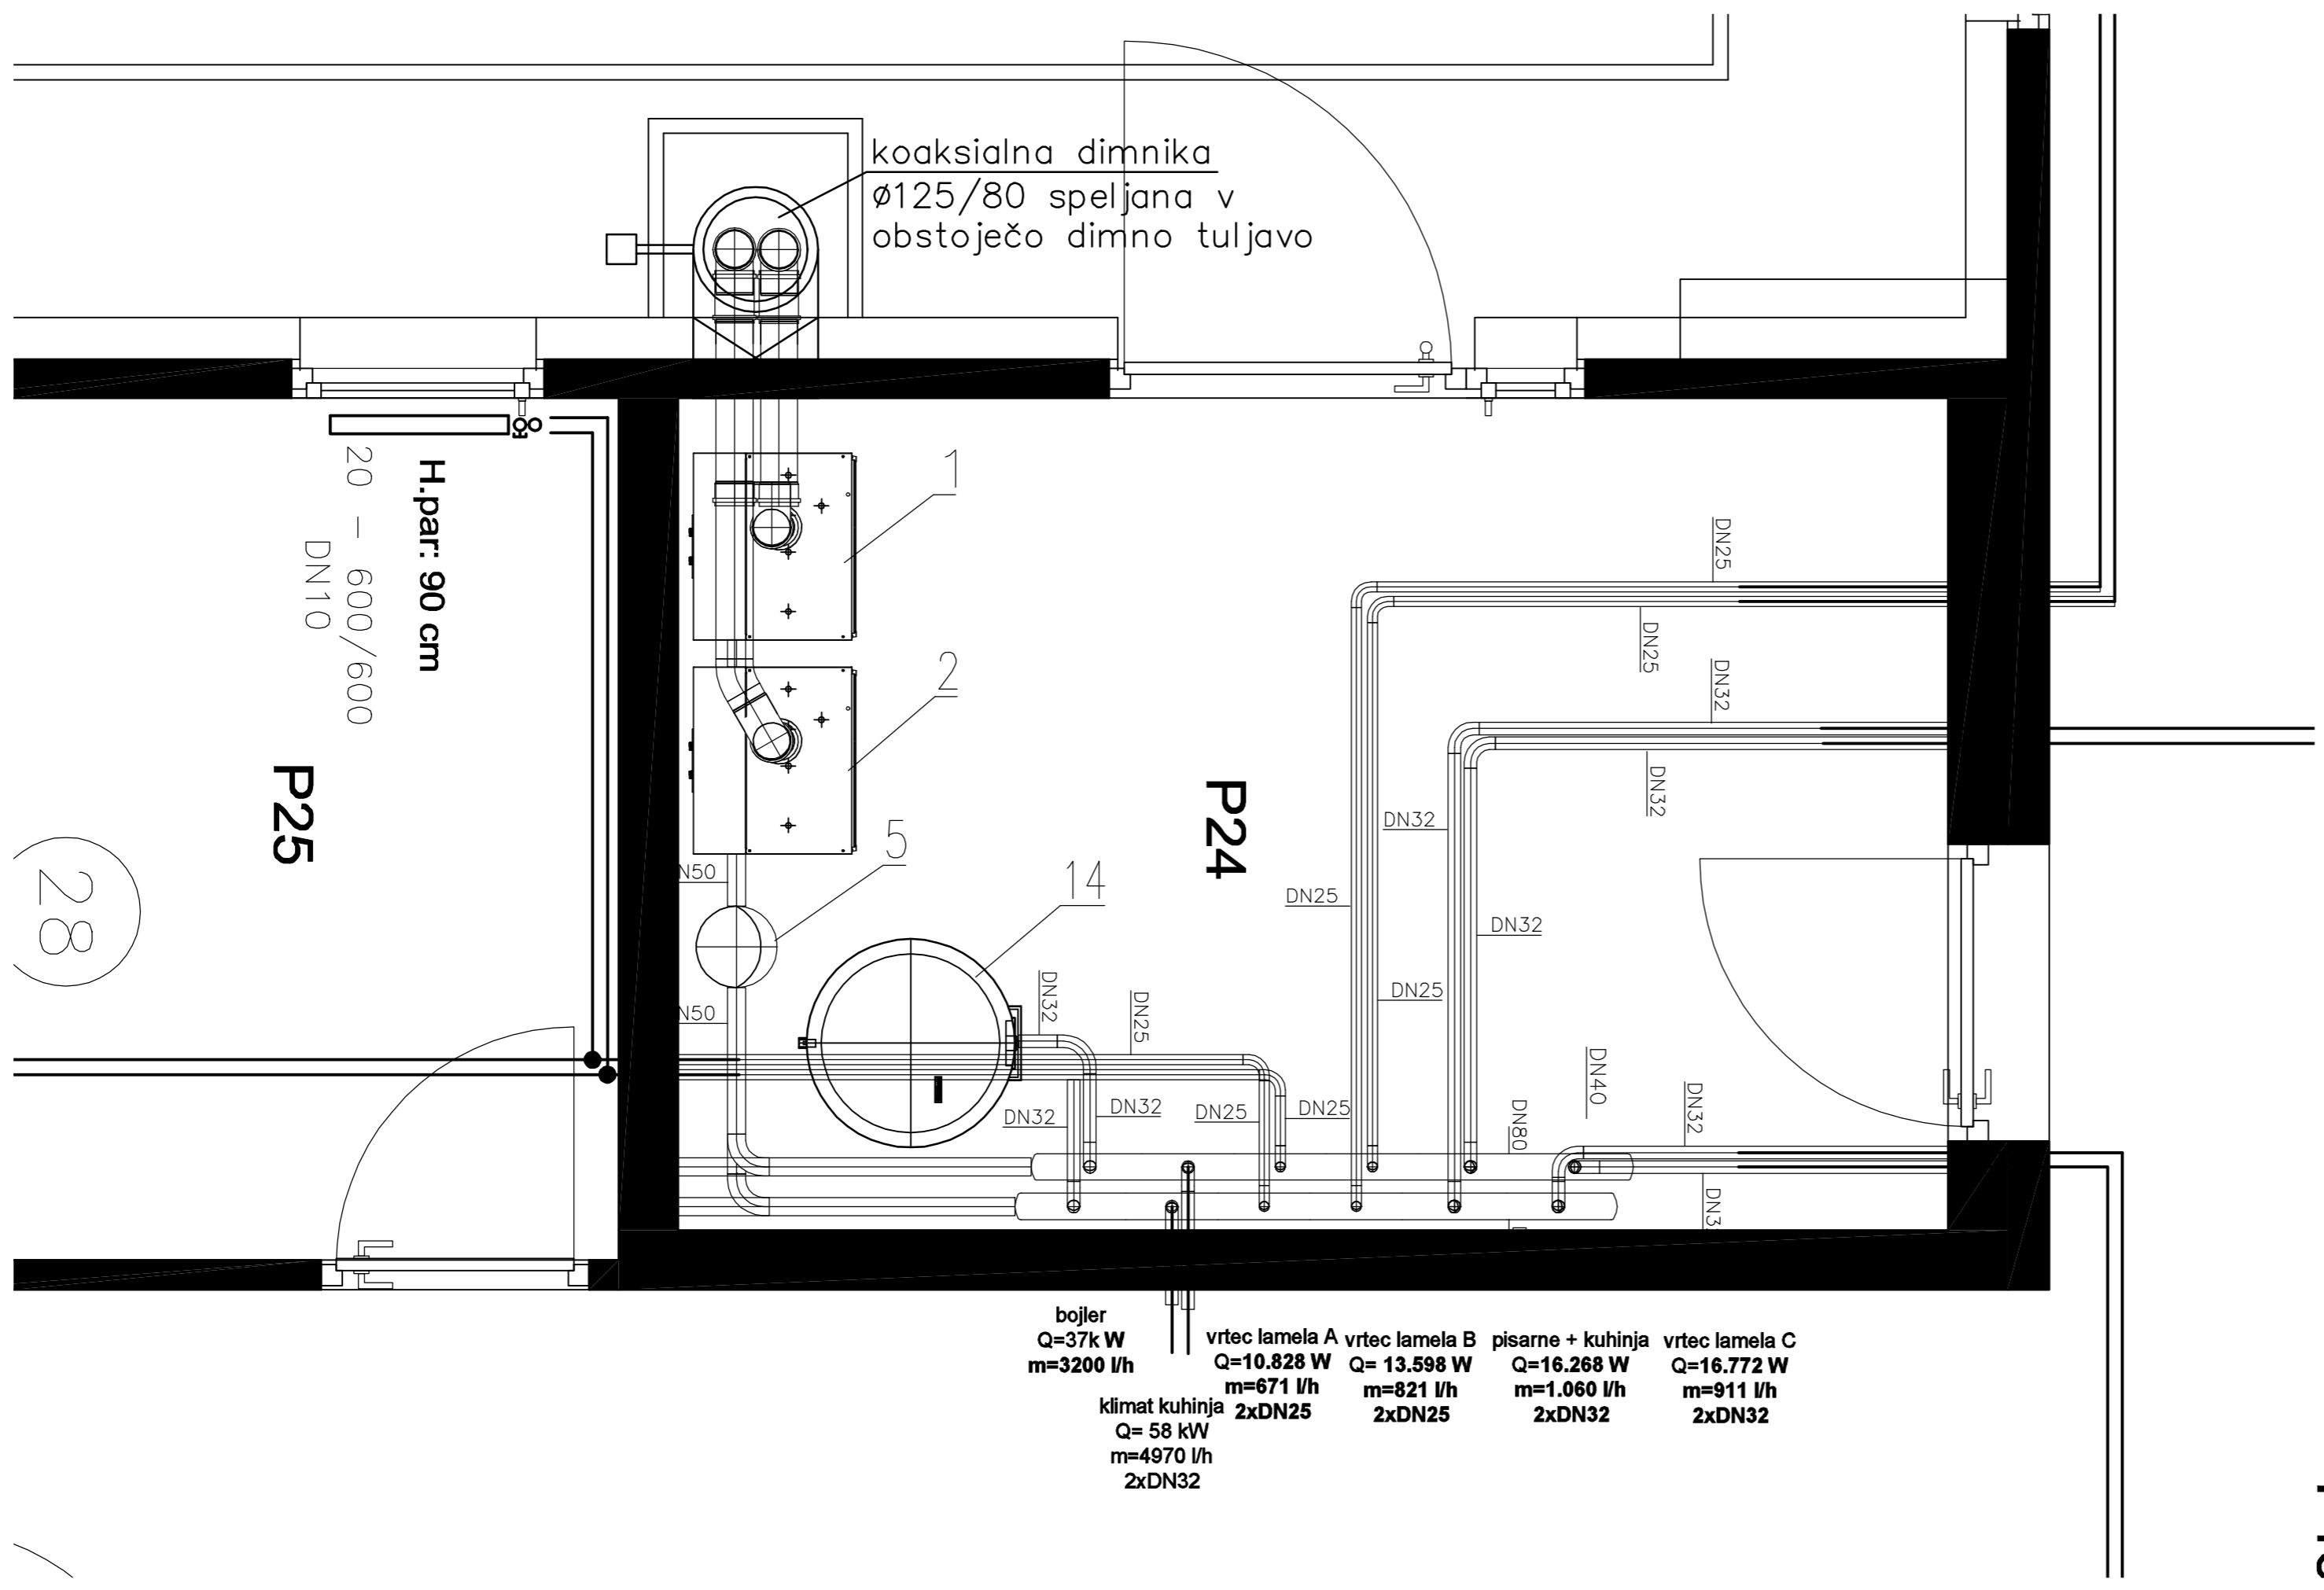 koaksialna dimnika
ø125/80 speljana v
obstoječo dimno tuljavo
1
2
5
14
H.par: 90 cm
20 - 600/600
DN10
P25
28
P24
DN25
DN25
DN32
DN32
DN32
DN25
DN32
DN25
N50
N50
DN32
DN25
DN40
DN32
DN32
DN32
DN25
DN25
DN80
DN3
bojler
Q=37k W
m=3200 l/h
klimat kuhinja
Q= 58 kW
m=4970 l/h
2xDN32
vrtec lamela A
Q=10.828 W
m=671 l/h
2xDN25
vrtec lamela B
Q= 13.598 W
m=821 l/h
2xDN25
pisarne + kuhinja
Q=16.268 W
m=1.060 l/h
2xDN32
vrtec lamela C
Q=16.772 W
m=911 l/h
2xDN32